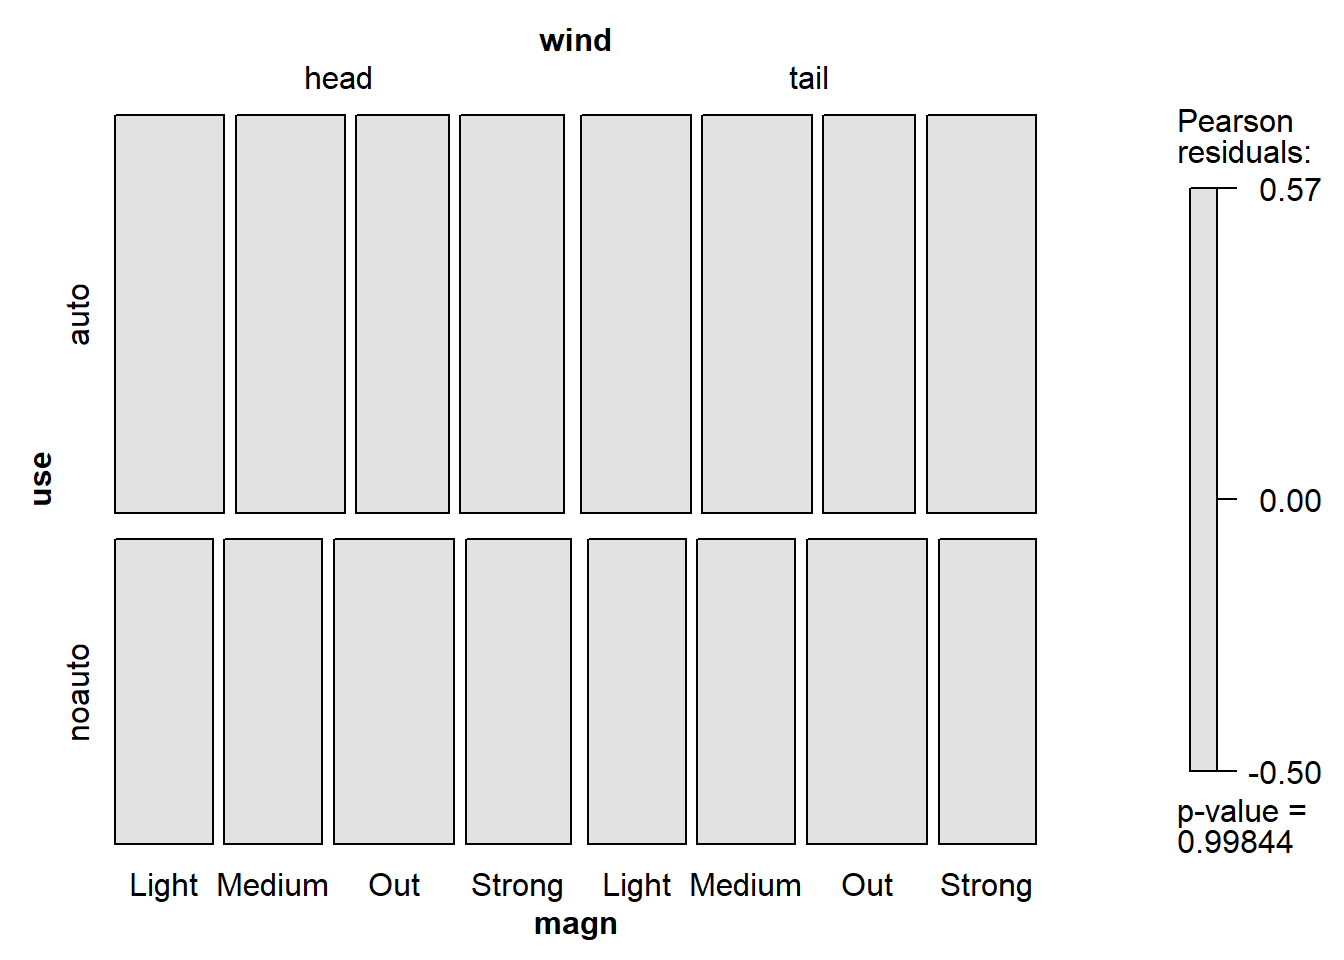 wind
head tail
Pearson
residuals:
0.57
auto
use
0.00
noauto
-0.50
p-value =
0.99844
Light Medium Out Strong Light Medium Out Strong
magn